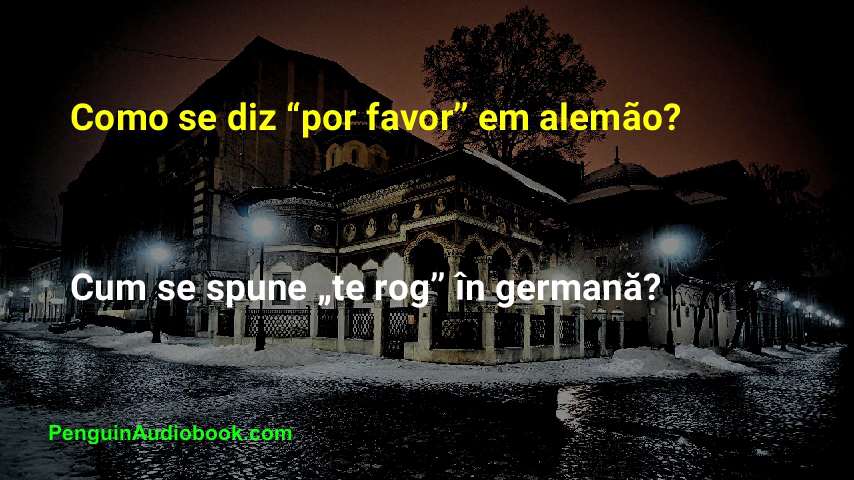 Como se diz “por favor” em alemão?
Cum se spune „te rog” în germană?
PenguinAudiobook.com